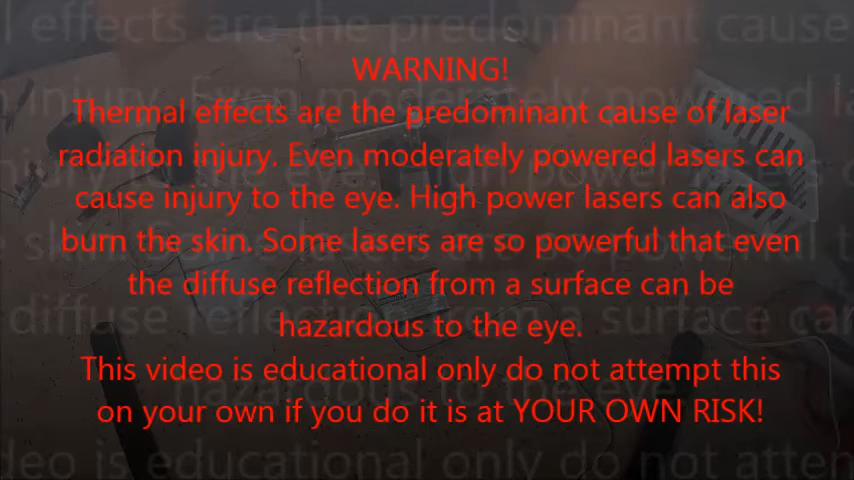 WARNING!
Thermal effects are the predominant cause of laser
radiation injury. Even moderately powered lasers can
cause injury to the eye. High power lasers can also
burn the skin. Some lasers are so powerful that even
the diffuse reflection from a surface can be
hazardous to the eye.
This video is educational only do not attempt this
on your own if you do it is at YOUR OWN RISK!